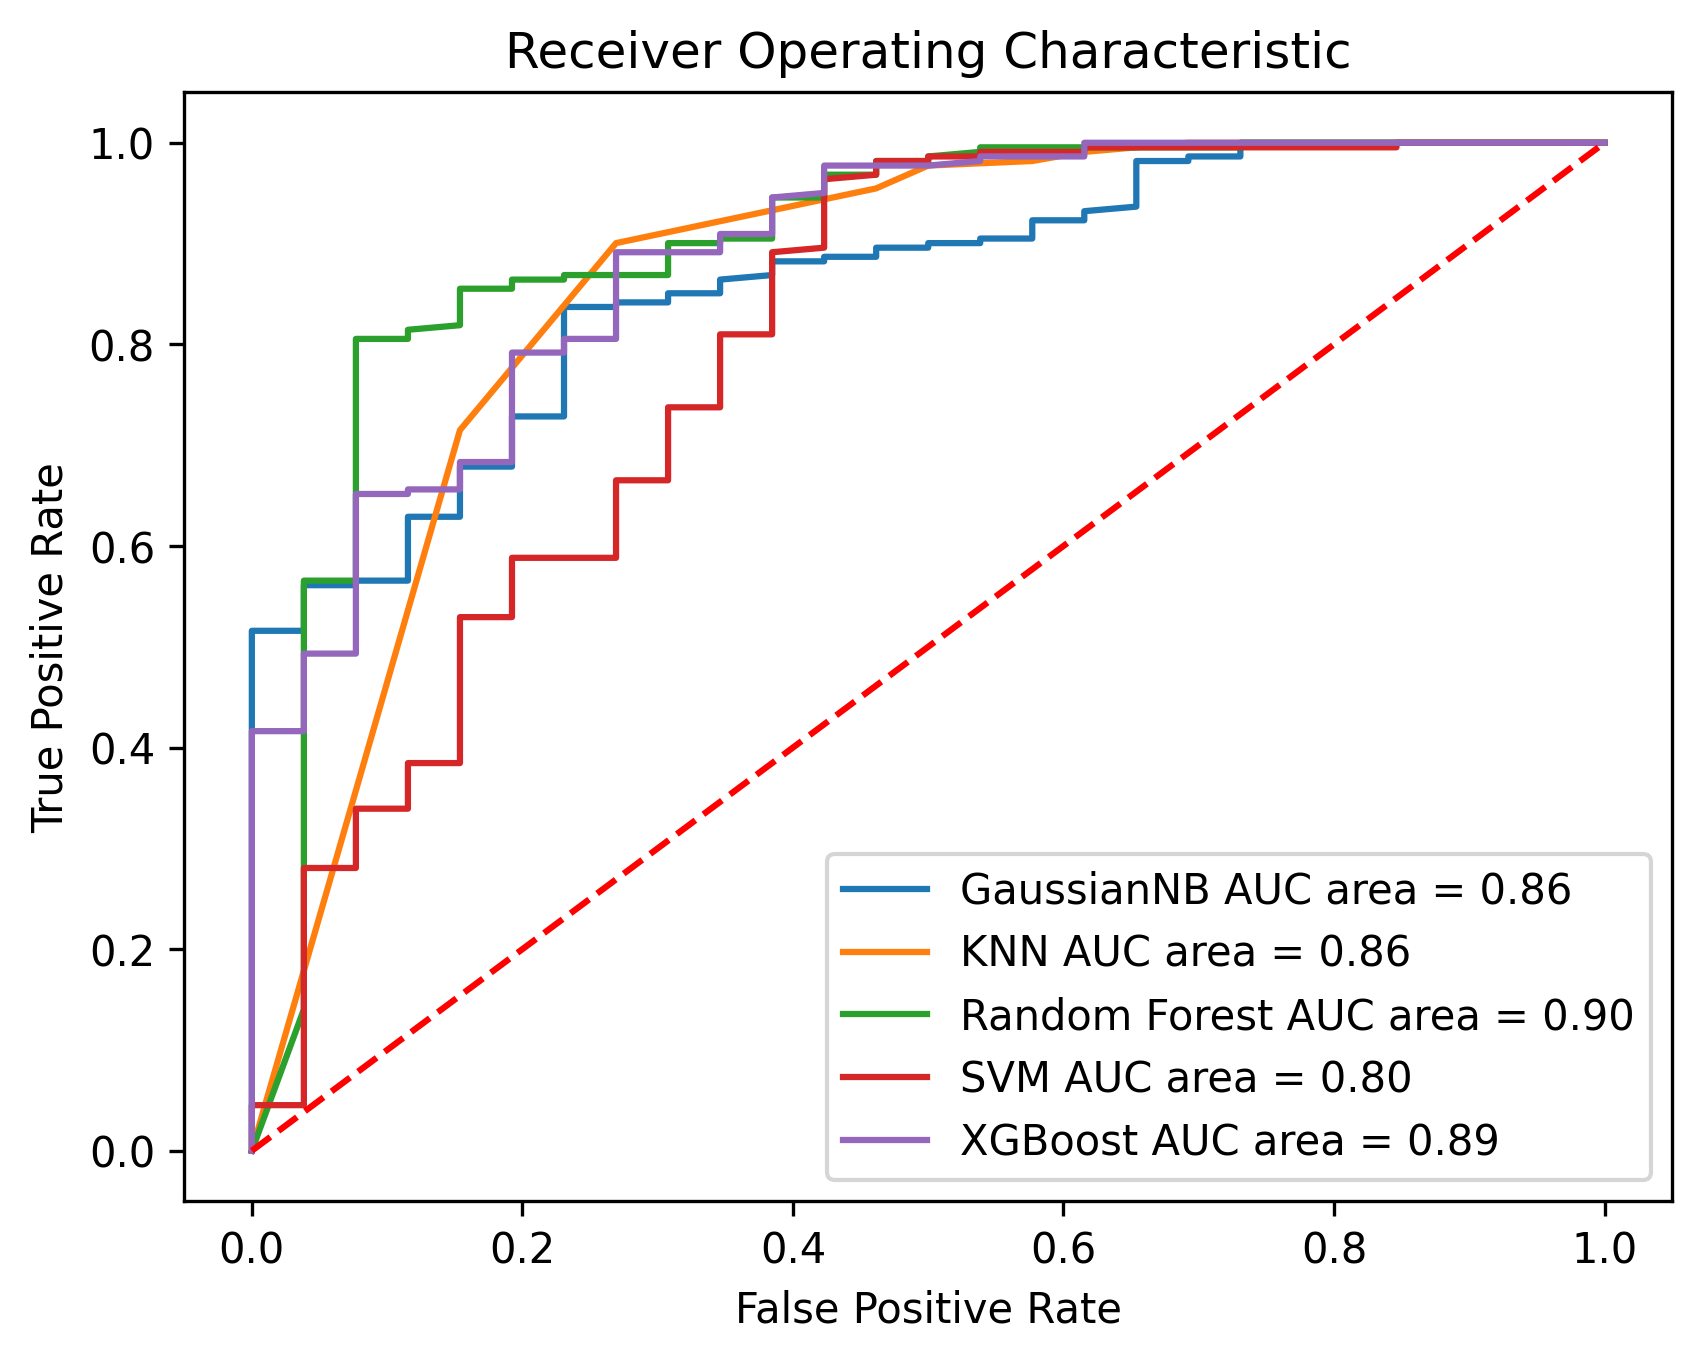 Receiver Operating Characteristic
1.0
0.8
0.6
0.4
0.2
0.0
True Positive Rate
GaussianNB AUC area = 0.86
KNN AUC area = 0.86
Random Forest AUC area = 0.90
SVM AUC area = 0.80
XGBoost AUC area = 0.89
0.0 0.2 0.4 0.6 0.8 1.0
False Positive Rate